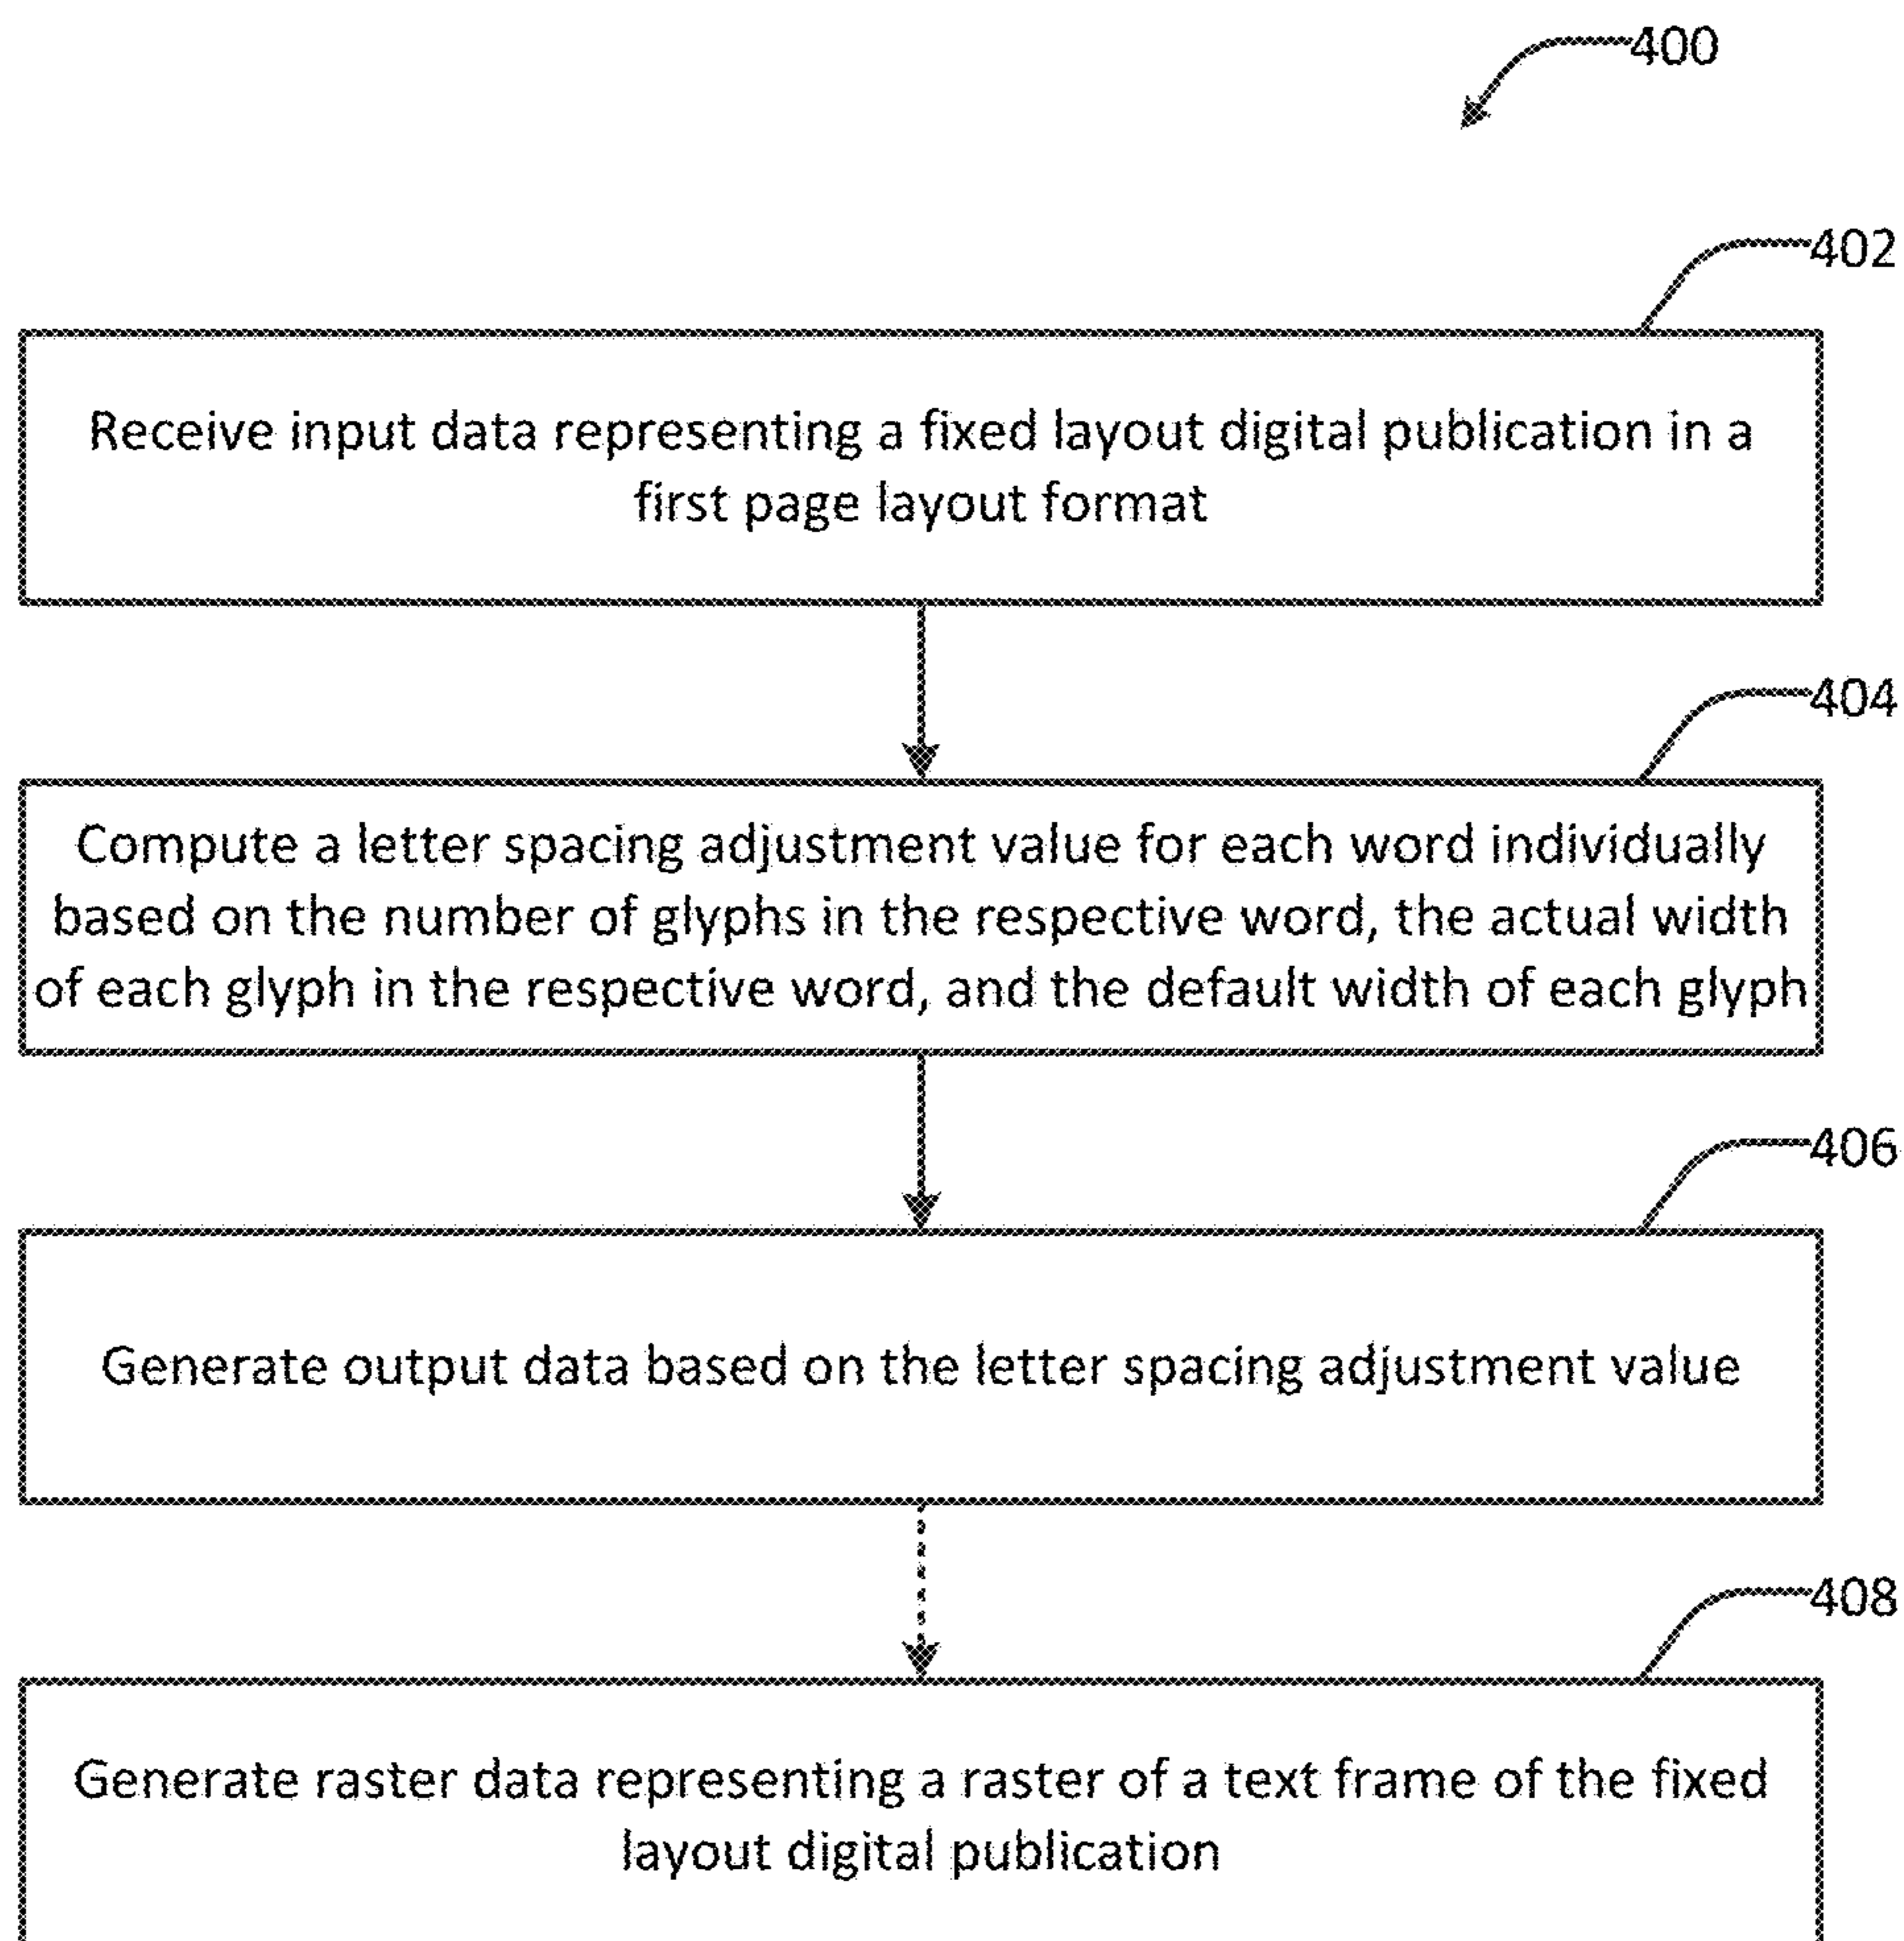 400
402
Receive input data representing a fixed layout digital publication in a
first page layout format
404
Compute a letter spacing adjustment value for each word individually
based on the number of glyphs in the respective word, the actual width
of each glyph in the respective word, and the default width of each glyph
406
Generate output data based on the letter spacing adjustment value
408
Generate raster data representing a raster of a text frame of the fixed
layout digital publication